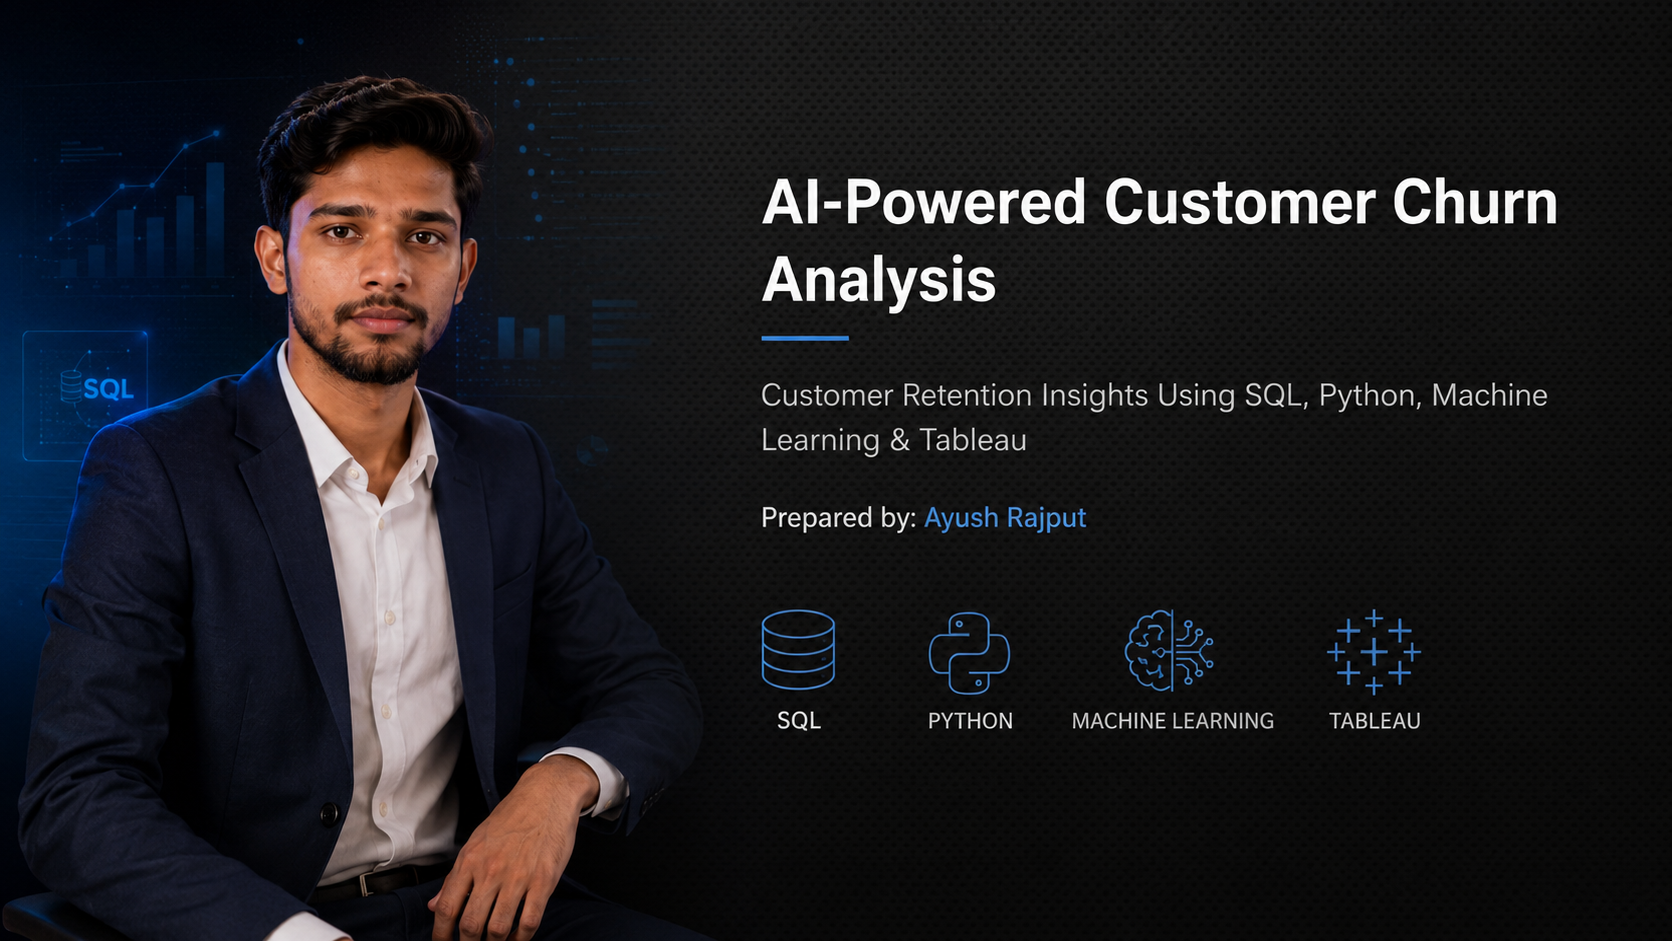 AI-Powered Customer Churn
Analysis
SQL
Customer Retention Insights Using SQL, Python, Machine
Learning & Tableau
Prepared by: Ayush Rajput
SQL
PYTHON
MACHINE LEARNING
TABLEAU